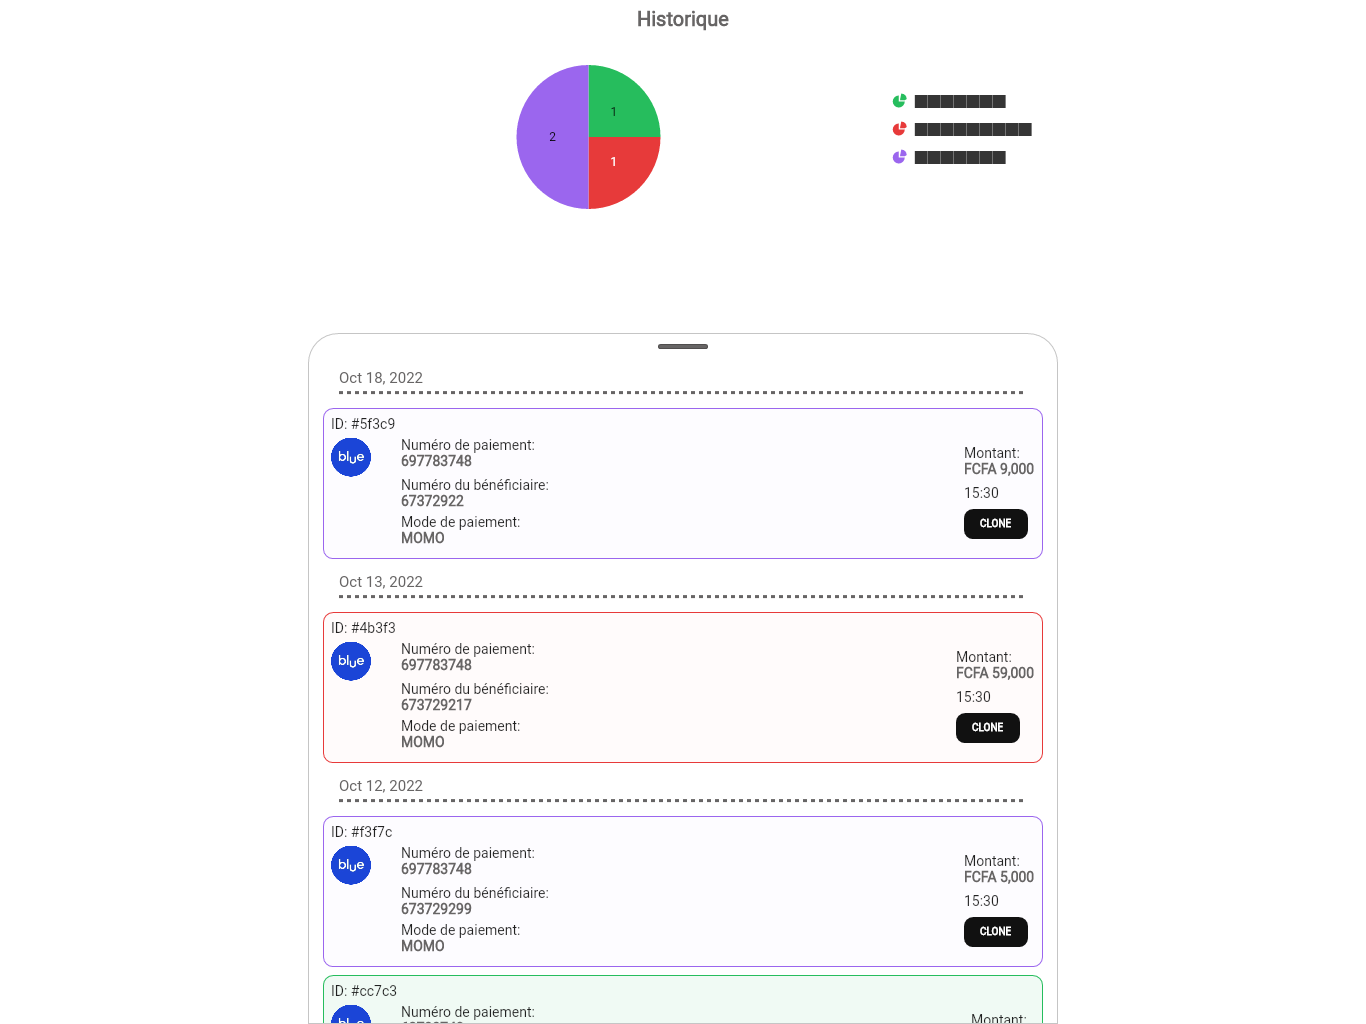 Historique
1
2
1
Oct 18, 2022
ID: #5f3c9
blue
Numéro de paiement:
697783748
Numéro du bénéficiaire:
67372922
Mode de paiement:
MOMO
Montant:
FCFA 9,000
15:30
CLONE
Oct 13, 2022
ID: #4b3f3
blue
Numéro de paiement:
697783748
Numéro du bénéficiaire:
673729217
Mode de paiement:
MOMO
Montant:
FCFA 59,000
15:30
CLONE
Oct 12, 2022
ID: #f3f7c
blue
Numéro de paiement:
697783748
Numéro du bénéficiaire:
673729299
Mode de paiement:
MOMO
Montant:
FCFA 5,000
15:30
CLONE
ID: #cc7c3
blue
Numéro de paiement:
Montant: